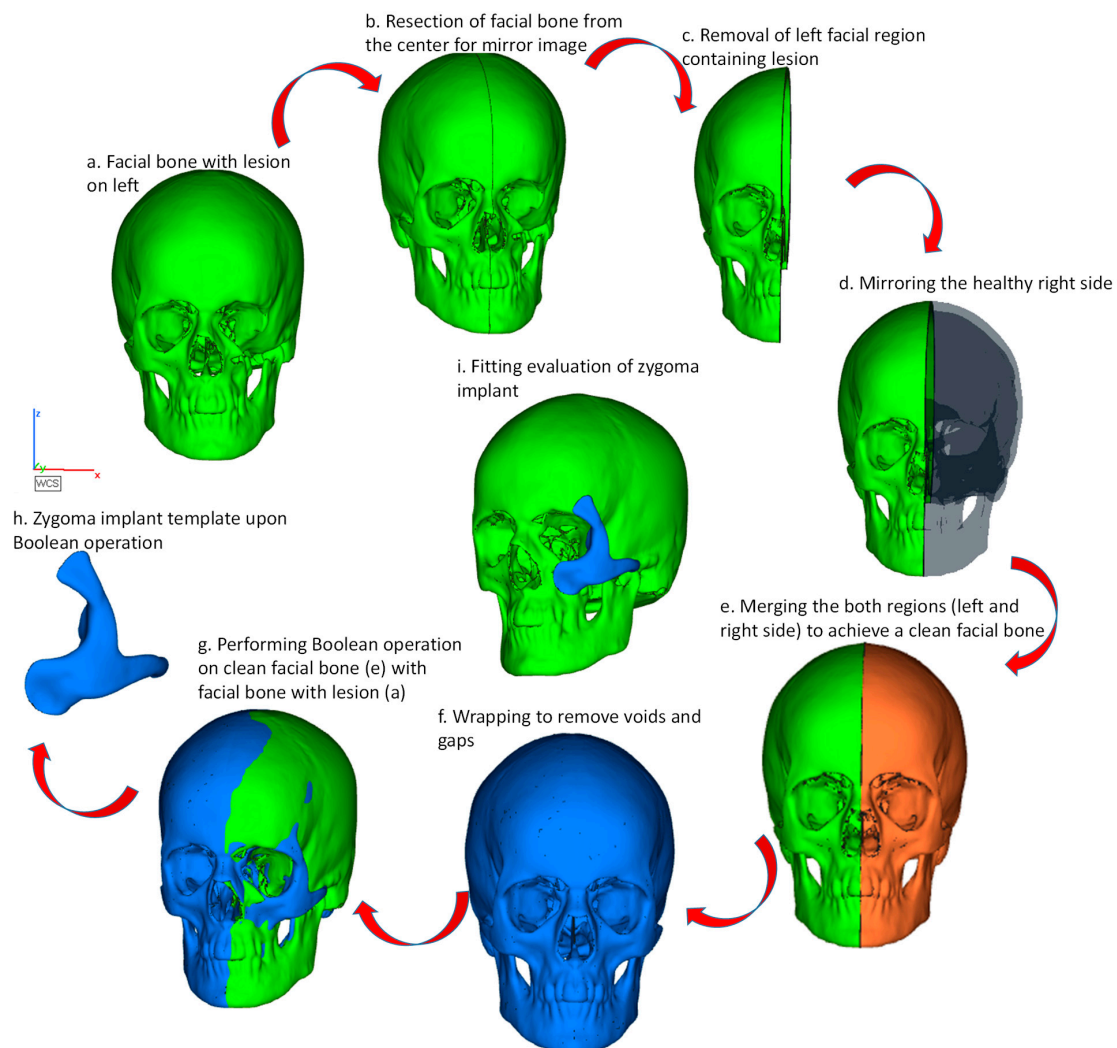 a. Facial bone with lesion
on left
b. Resection of facial bone from
the center for mirror image
c. Removal of left facial region
containing lesion
d. Mirroring the healthy right side
e. Merging the both regions (left and
right side) to achieve a clean facial bone
f. Wrapping to remove voids and
gaps
g. Performing Boolean operation
on clean facial bone (e) with
facial bone with lesion (a)
h. Zygoma implant template upon
Boolean operation
i. Fitting evaluation of zygoma
implant
z
y
x
WCS